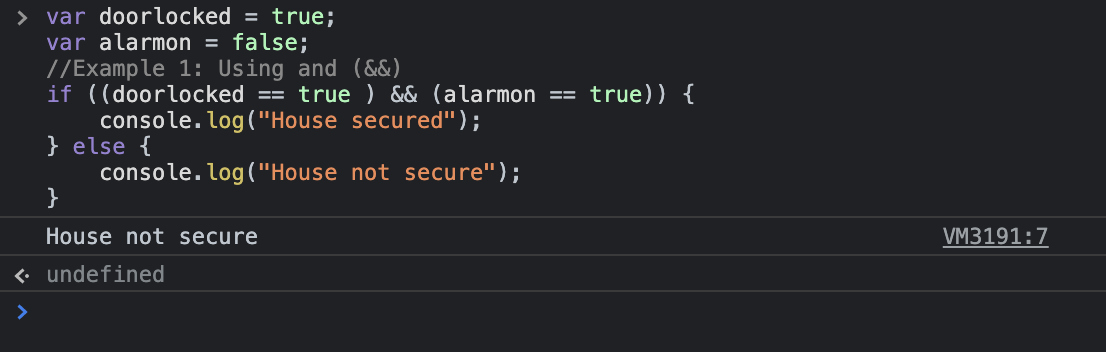 > var doorlocked = true;
var alarmon = false;
//Example 1: Using and (&&)
if ((doorlocked == true ) && (alarmon == true)) {
    console.log("House secured");
} else {
    console.log("House not secure");
}
House not secure VM3191:7
undefined
>